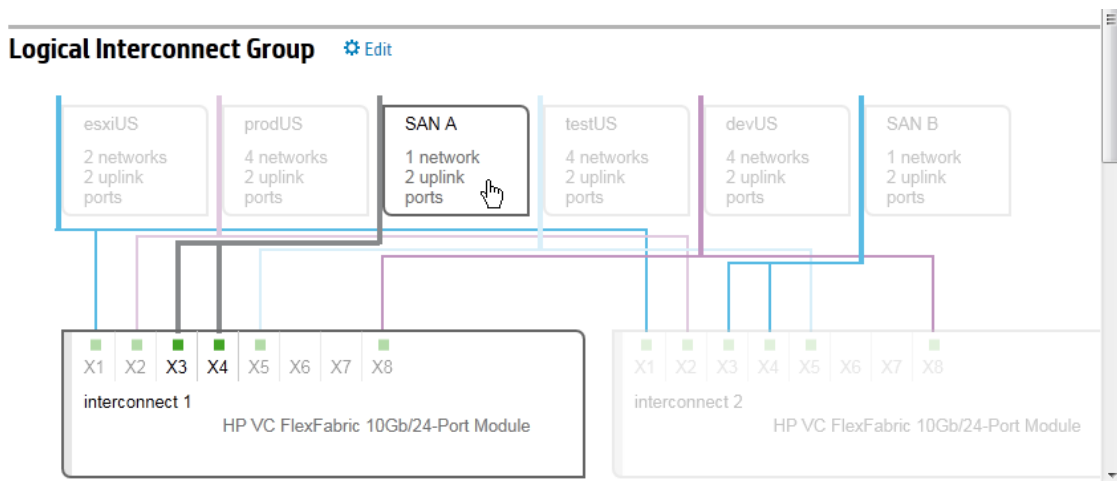 Logical Interconnect Group Edit
esxiUS
2 networks
2 uplink
ports
prodUS
4 networks
2 uplink
ports
SAN A
1 network
2 uplink
ports
testUS
4 networks
2 uplink
ports
devUS
4 networks
2 uplink
ports
SAN B
1 network
2 uplink
ports
X1 X2 X3 X4 X5 X6 X7 X8
interconnect 1
HP VC FlexFabric 10Gb/24-Port Module
X1 X2 X3 X4 X5 X6 X7 X8
interconnect 2
HP VC FlexFabric 10Gb/24-Port Module